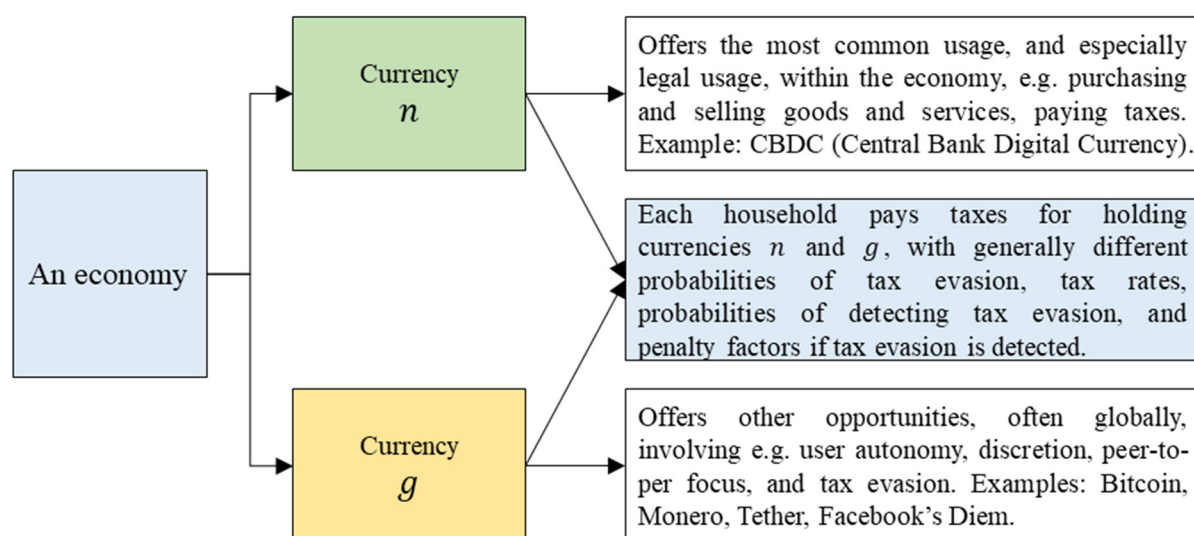 An economy
Currency
n
Currency
g
Offers the most common usage, and especially
legal usage, within the economy, e.g. purchasing
and selling goods and services, paying taxes.
Example: CBDC (Central Bank Digital Currency).
Each household pays taxes for holding
currencies n and g, with generally different
probabilities of tax evasion, tax rates,
probabilities of detecting tax evasion, and
penalty factors if tax evasion is detected.
Offers other opportunities, often globally,
involving e.g. user autonomy, discretion, peer-to-
per focus, and tax evasion. Examples: Bitcoin,
Monero, Tether, Facebook's Diem.